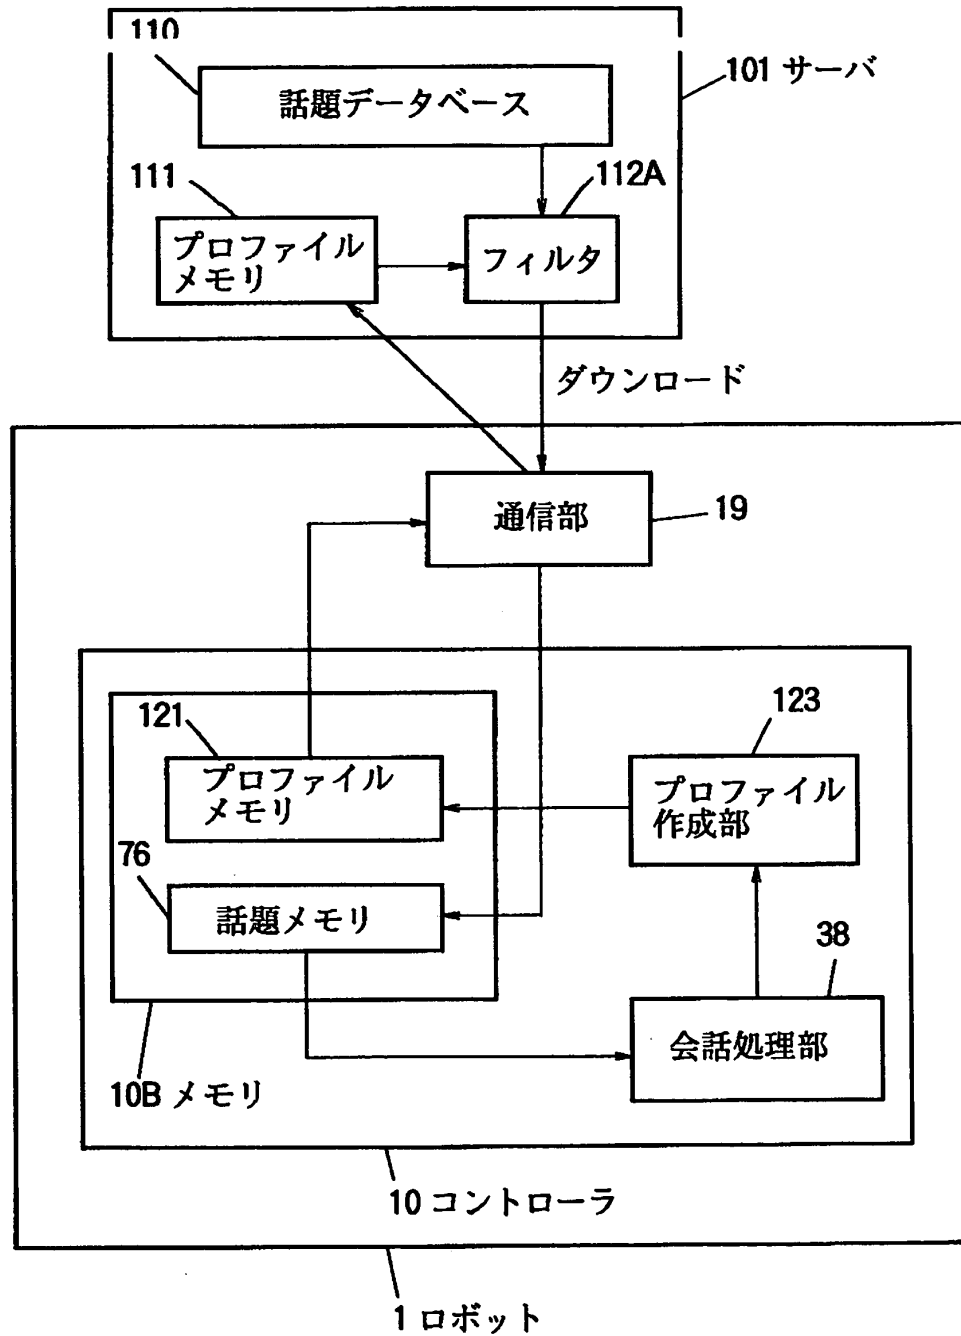 110
101 サーバ
話題データベース
111
112A
プロファイル
メモリ
フィルタ
ダウンロード
通信部
19
121
123
プロファイル
メモリ
プロファイル
作成部
76
話題メモリ
38
会話処理部
10B メモリ
10 コントローラ
1 ロボット